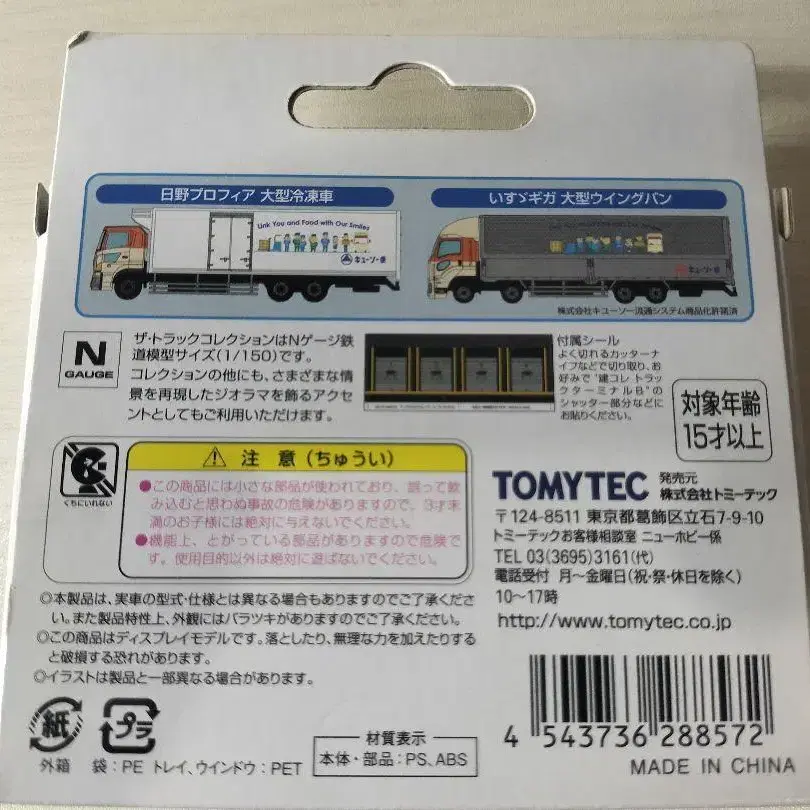 日野プロフィア 大型冷凍車
いすゞギガ 大型ウイングバン
Link You and Food with Our Smiles
キユーソー便
キユーソー便
株式会社キユーソー流通システム商品化許諾済
N
GAUGE
ザ・トラックコレクションはNゲージ鉄
道模型サイズ(1/150)です。
コレクションの他にも、さまざまな情
景を再現したジオラマを飾るアクセ
ントとしてもご利用いただけます。
付属シール
よく切れるカッターナ
イフなどで切り取り、お
好みで"建コレ トラッ
クターミナルB"の
シャッター部分などに
お貼りください。
対象年齢
15才以上
くちにいれない
注 意(ちゅうい)
●この商品には小さな部品が使われており、誤って飲
み込むと思わぬ事故の危険がありますので、3才未
満のお子様には絶対に与えないでください。
●機能上、とがっている部品がありますので危険で
す。使用目的以外は絶対に遊ばないでください。
TOMYTEC 発売元
株式会社トミーテック
〒124-8511 東京都葛飾区立石7-9-10
トミーテックお客様相談室 ニューホビー係
TEL 03(3695)3161(代)
電話受付 月～金曜日(祝・祭・休日を除く)
10～17時
http://www.tomytec.co.jp
◎本製品は、実車の型式・仕様とは異なる場合もありますのでご了承くださ
い。また製品特性上、外観にはバラツキがありますのでご了承ください。
◎この商品はディスプレイモデルです。落としたり、無理な力を加えたりする
と破損する恐れがあります。
◎イラストは製品と一部異なる場合があります。
紙
外箱
プラ
袋:PE トレイ、ウインドウ:PET
材質表示
本体・部品:PS、ABS
4 543736 288572
MADE IN CHINA